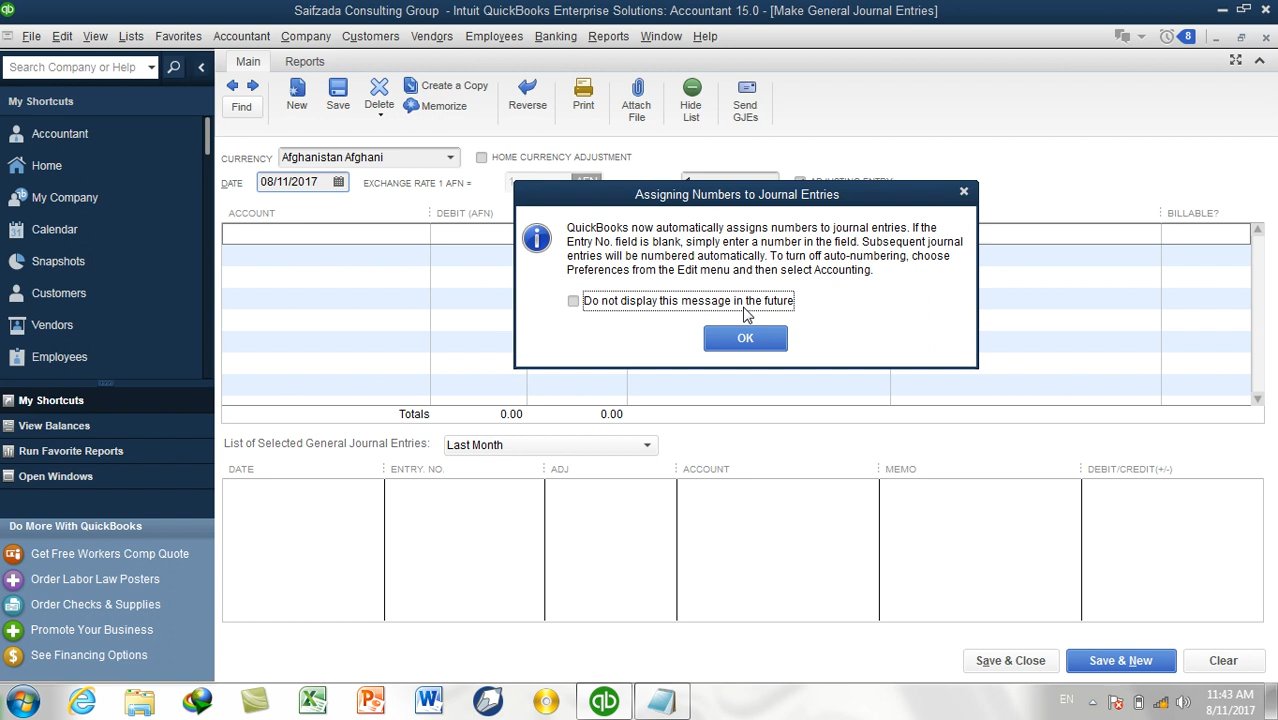 Saifzada Consulting Group - Intuit QuickBooks Enterprise Solutions: Accountant 15.0 - [Make General Journal Entries]
File Edit View Lists Favorites Accountant Company Customers Vendors Employees Banking Reports Window Help 8
Search Company or Help
My Shortcuts
Accountant
Home
My Company
Calendar
Snapshots
Customers
Vendors
Employees
My Shortcuts
View Balances
Run Favorite Reports
Open Windows
Do More With QuickBooks
Get Free Workers Comp Quote
Order Labor Law Posters
Order Checks & Supplies
Promote Your Business
See Financing Options
Main Reports
Find
New
Save
Delete
Create a Copy
Memorize
Reverse
Print
Attach File
Hide List
Send GJEs
CURRENCY Afghanistan Afghani HOME CURRENCY ADJUSTMENT
DATE 08/11/2017 EXCHANGE RATE 1 AFN =
ACCOUNT DEBIT (AFN) BILLABLE?
Assigning Numbers to Journal Entries
QuickBooks now automatically assigns numbers to journal entries. If the
Entry No. field is blank, simply enter a number in the field. Subsequent journal
entries will be numbered automatically. To turn off auto-numbering, choose
Preferences from the Edit menu and then select Accounting.
Do not display this message in the future
OK
Totals 0.00 0.00
List of Selected General Journal Entries: Last Month
DATE ENTRY. NO. ADJ ACCOUNT MEMO DEBIT/CREDIT(+/-)
Save & Close Save & New Clear
EN 11:43 AM
8/11/2017